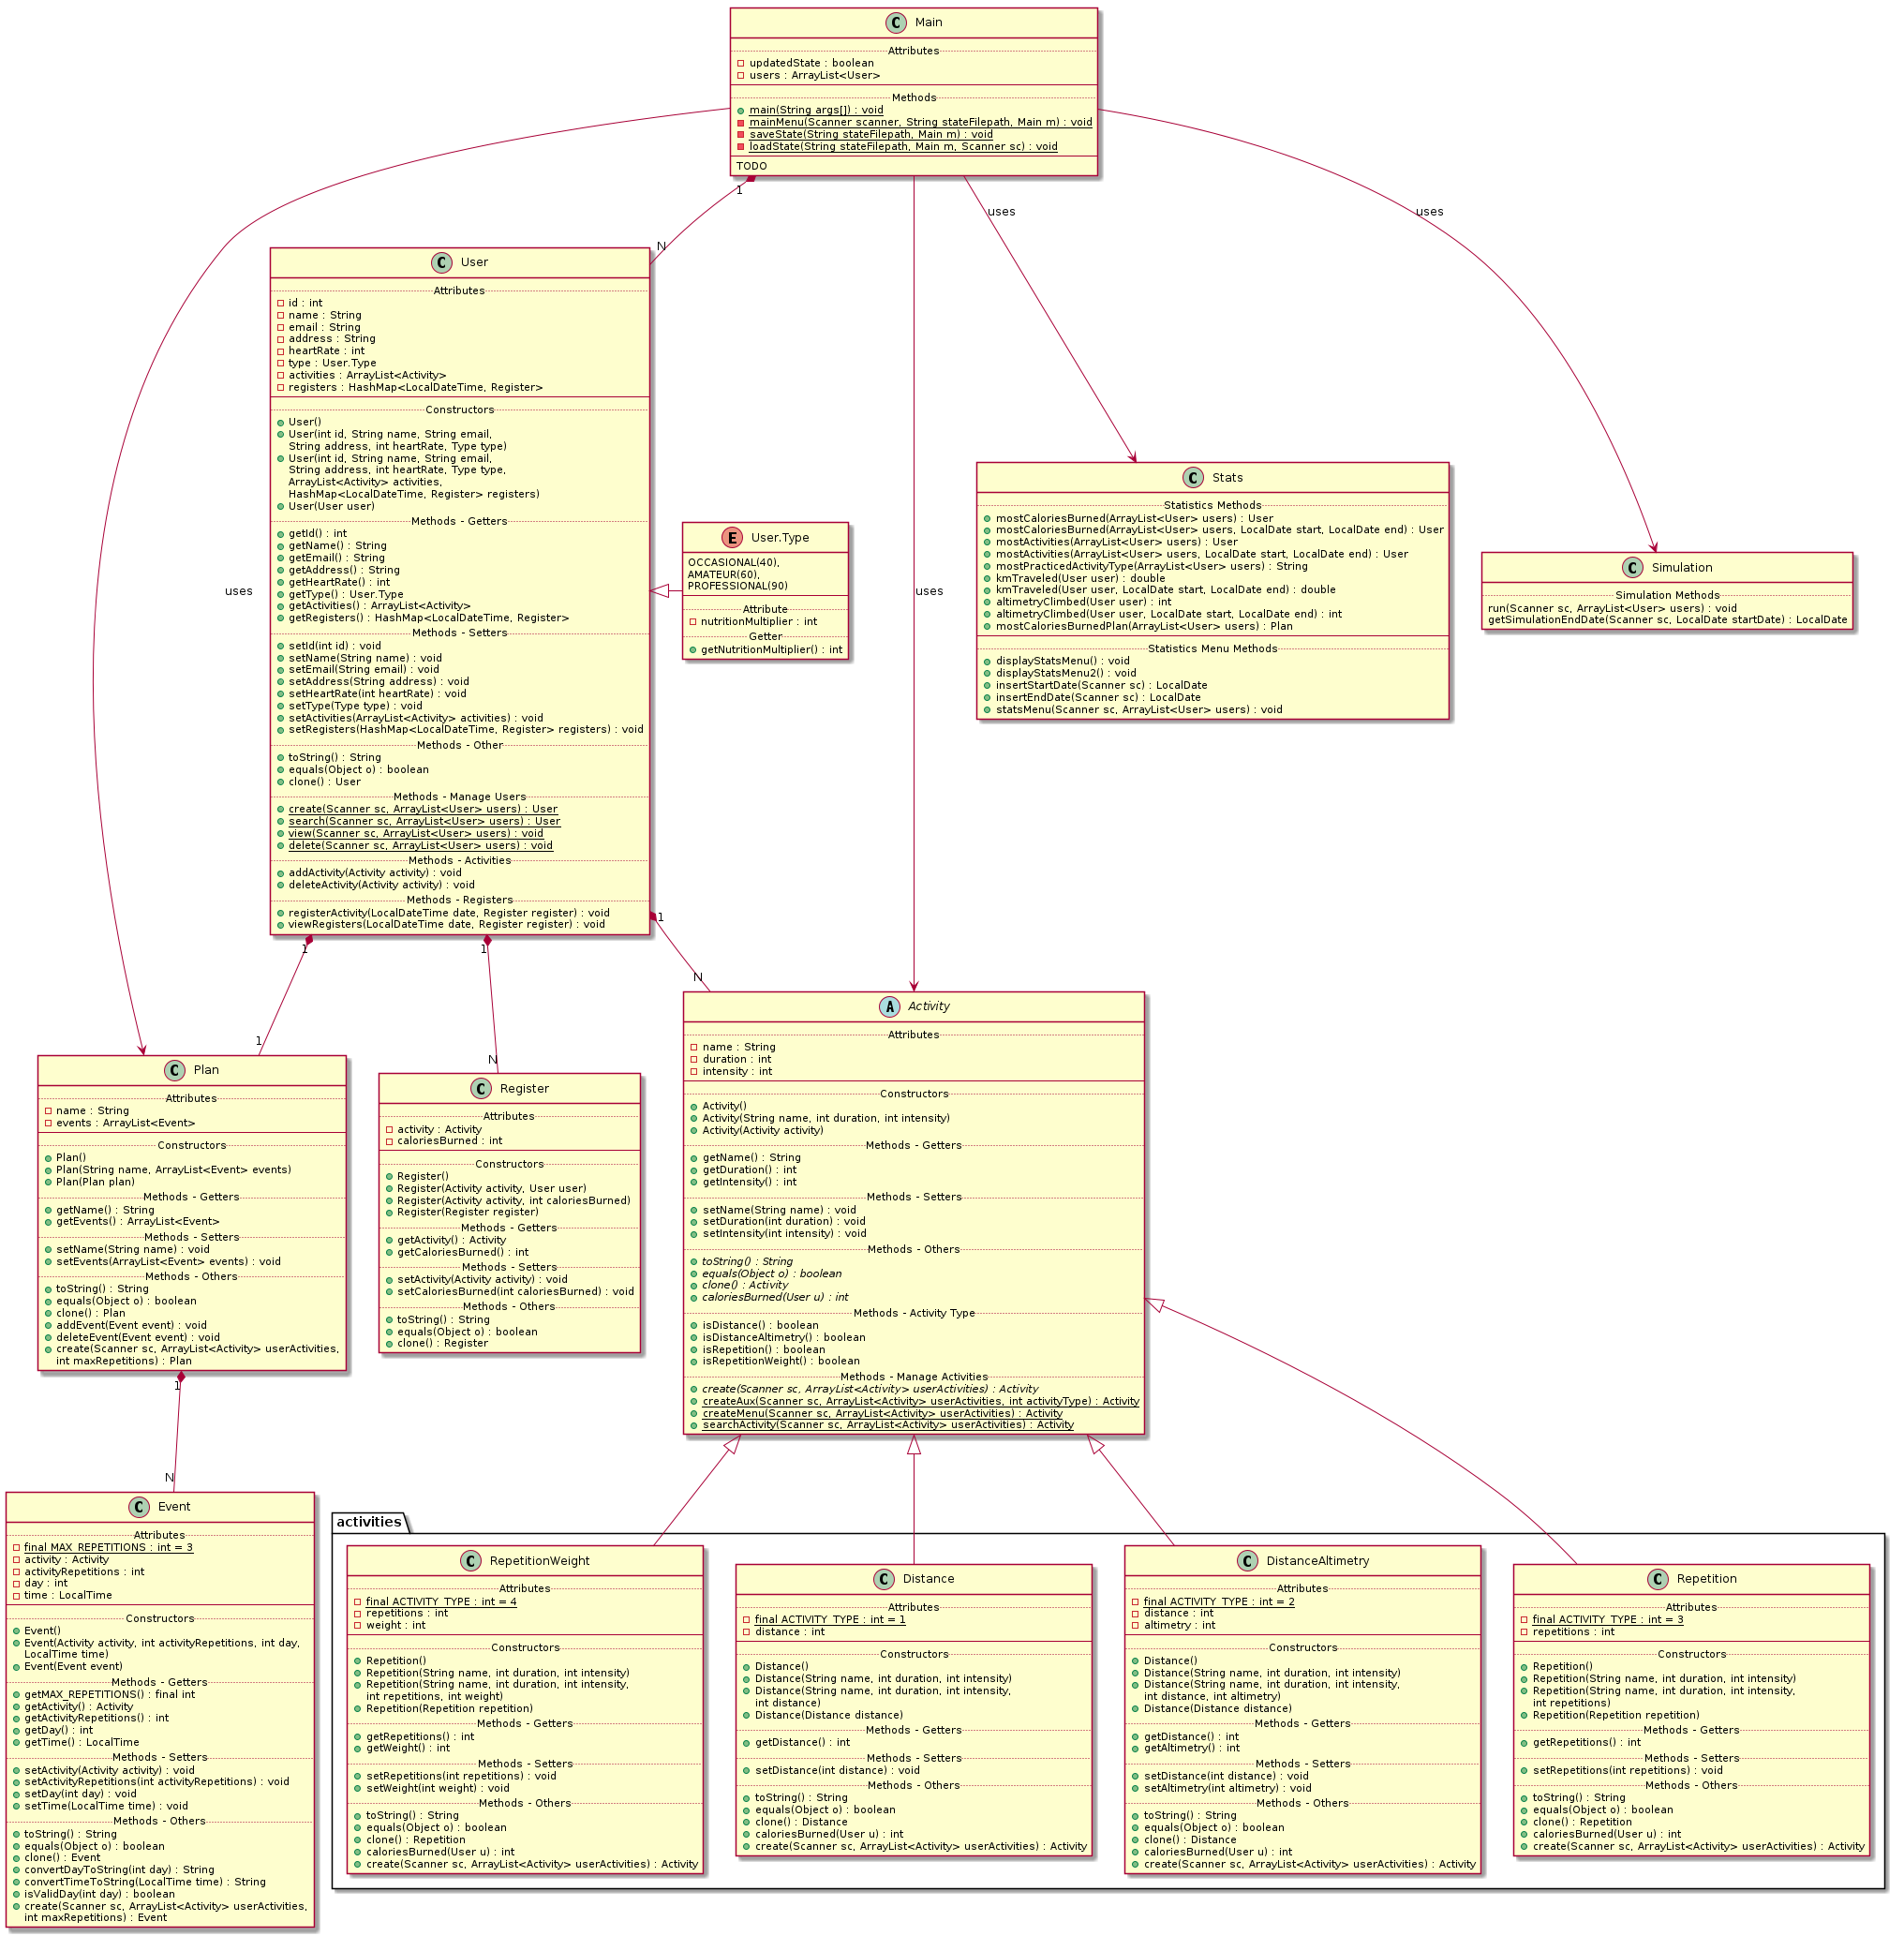 Main
Attributes
updatedState : boolean
users : ArrayList<User>
Methods
main(String args[]) : void
mainMenu(Scanner scanner, String stateFilepath, Main m) : void
saveState(String stateFilepath, Main m) : void
loadState(String stateFilepath, Main m, Scanner sc) : void
TODO
1
N
uses
uses
uses
uses
User
Attributes
id : int
name : String
email : String
address : String
heartRate : int
type : User.Type
activities : ArrayList<Activity>
registers : HashMap<LocalDateTime, Register>
Constructors
User()
User(int id, String name, String email,
String address, int heartRate, Type type)
User(int id, String name, String email,
String address, int heartRate, Type type,
ArrayList<Activity> activities,
HashMap<LocalDateTime, Register> registers)
User(User user)
Methods - Getters
getId() : int
getName() : String
getEmail() : String
getAddress() : String
getHeartRate() : int
getType() : User.Type
getActivities() : ArrayList<Activity>
getRegisters() : HashMap<LocalDateTime, Register>
Methods - Setters
setId(int id) : void
setName(String name) : void
setEmail(String email) : void
setAddress(String address) : void
setHeartRate(int heartRate) : void
setType(Type type) : void
setActivities(ArrayList<Activity> activities) : void
setRegisters(HashMap<LocalDateTime, Register> registers) : void
Methods - Other
toString() : String
equals(Object o) : boolean
clone() : User
Methods - Manage Users
create(Scanner sc, ArrayList<User> users) : User
search(Scanner sc, ArrayList<User> users) : User
view(Scanner sc, ArrayList<User> users) : void
delete(Scanner sc, ArrayList<User> users) : void
Methods - Activities
addActivity(Activity activity) : void
deleteActivity(Activity activity) : void
Methods - Registers
registerActivity(LocalDateTime date, Register register) : void
viewRegisters(LocalDateTime date, Register register) : void
User.Type
OCCASIONAL(40),
AMATEUR(60),
PROFESSIONAL(90)
Attribute
nutritionMultiplier : int
Getter
getNutritionMultiplier() : int
Stats
Statistics Methods
mostCaloriesBurned(ArrayList<User> users) : User
mostCaloriesBurned(ArrayList<User> users, LocalDate start, LocalDate end) : User
mostActivities(ArrayList<User> users) : User
mostActivities(ArrayList<User> users, LocalDate start, LocalDate end) : User
mostPracticedActivityType(ArrayList<User> users) : String
kmTraveled(User user) : double
kmTraveled(User user, LocalDate start, LocalDate end) : double
altimetryClimbed(User user) : int
altimetryClimbed(User user, LocalDate start, LocalDate end) : int
mostCaloriesBurnedPlan(ArrayList<User> users) : Plan
Statistics Menu Methods
displayStatsMenu() : void
displayStatsMenu2() : void
insertStartDate(Scanner sc) : LocalDate
insertEndDate(Scanner sc) : LocalDate
statsMenu(Scanner sc, ArrayList<User> users) : void
Simulation
Simulation Methods
run(Scanner sc, ArrayList<User> users) : void
getSimulationEndDate(Scanner sc, LocalDate startDate) : LocalDate
1
1
1
N
1
N
Plan
Attributes
name : String
events : ArrayList<Event>
Constructors
Plan()
Plan(String name, ArrayList<Event> events)
Plan(Plan plan)
Methods - Getters
getName() : String
getEvents() : ArrayList<Event>
Methods - Setters
setName(String name) : void
setEvents(ArrayList<Event> events) : void
Methods - Others
toString() : String
equals(Object o) : boolean
clone() : Plan
addEvent(Event event) : void
deleteEvent(Event event) : void
create(Scanner sc, ArrayList<Activity> userActivities,
int maxRepetitions) : Plan
Register
Attributes
activity : Activity
caloriesBurned : int
Constructors
Register()
Register(Activity activity, User user)
Register(Activity activity, int caloriesBurned)
Register(Register register)
Methods - Getters
getActivity() : Activity
getCaloriesBurned() : int
Methods - Setters
setActivity(Activity activity) : void
setCaloriesBurned(int caloriesBurned) : void
Methods - Others
toString() : String
equals(Object o) : boolean
clone() : Register
Activity
Attributes
name : String
duration : int
intensity : int
Constructors
Activity()
Activity(String name, int duration, int intensity)
Activity(Activity activity)
Methods - Getters
getName() : String
getDuration() : int
getIntensity() : int
Methods - Setters
setName(String name) : void
setDuration(int duration) : void
setIntensity(int intensity) : void
Methods - Others
toString() : String
equals(Object o) : boolean
clone() : Activity
caloriesBurned(User u) : int
Methods - Activity Type
isDistance() : boolean
isDistanceAltimetry() : boolean
isRepetition() : boolean
isRepetitionWeight() : boolean
Methods - Manage Activities
create(Scanner sc, ArrayList<Activity> userActivities) : Activity
createAux(Scanner sc, ArrayList<Activity> userActivities, int activityType) : Activity
createMenu(Scanner sc, ArrayList<Activity> userActivities) : Activity
searchActivity(Scanner sc, ArrayList<Activity> userActivities) : Activity
1
N
Event
Attributes
final MAX_REPETITIONS : int = 3
activity : Activity
activityRepetitions : int
day : int
time : LocalTime
Constructors
Event()
Event(Activity activity, int activityRepetitions, int day,
LocalTime time)
Event(Event event)
Methods - Getters
getMAX_REPETITIONS() : final int
getActivity() : Activity
getActivityRepetitions() : int
getDay() : int
getTime() : LocalTime
Methods - Setters
setActivity(Activity activity) : void
setActivityRepetitions(int activityRepetitions) : void
setDay(int day) : void
setTime(LocalTime time) : void
Methods - Others
toString() : String
equals(Object o) : boolean
clone() : Event
convertDayToString(int day) : String
convertTimeToString(LocalTime time) : String
isValidDay(int day) : boolean
create(Scanner sc, ArrayList<Activity> userActivities,
int maxRepetitions) : Event
activities
RepetitionWeight
Attributes
final ACTIVITY_TYPE : int = 4
repetitions : int
weight : int
Constructors
Repetition()
Repetition(String name, int duration, int intensity)
Repetition(String name, int duration, int intensity,
int repetitions, int weight)
Repetition(Repetition repetition)
Methods - Getters
getRepetitions() : int
getWeight() : int
Methods - Setters
setRepetitions(int repetitions) : void
setWeight(int weight) : void
Methods - Others
toString() : String
equals(Object o) : boolean
clone() : Repetition
caloriesBurned(User u) : int
create(Scanner sc, ArrayList<Activity> userActivities) : Activity
Distance
Attributes
final ACTIVITY_TYPE : int = 1
distance : int
Constructors
Distance()
Distance(String name, int duration, int intensity)
Distance(String name, int duration, int intensity,
int distance)
Distance(Distance distance)
Methods - Getters
getDistance() : int
Methods - Setters
setDistance(int distance) : void
Methods - Others
toString() : String
equals(Object o) : boolean
clone() : Distance
caloriesBurned(User u) : int
create(Scanner sc, ArrayList<Activity> userActivities) : Activity
DistanceAltimetry
Attributes
final ACTIVITY_TYPE : int = 2
distance : int
altimetry : int
Constructors
Distance()
Distance(String name, int duration, int intensity)
Distance(String name, int duration, int intensity,
int distance, int altimetry)
Distance(Distance distance)
Methods - Getters
getDistance() : int
getAltimetry() : int
Methods - Setters
setDistance(int distance) : void
setAltimetry(int altimetry) : void
Methods - Others
toString() : String
equals(Object o) : boolean
clone() : Distance
caloriesBurned(User u) : int
create(Scanner sc, ArrayList<Activity> userActivities) : Activity
Repetition
Attributes
final ACTIVITY_TYPE : int = 3
repetitions : int
Constructors
Repetition()
Repetition(String name, int duration, int intensity)
Repetition(String name, int duration, int intensity,
int repetitions)
Repetition(Repetition repetition)
Methods - Getters
getRepetitions() : int
Methods - Setters
setRepetitions(int repetitions) : void
Methods - Others
toString() : String
equals(Object o) : boolean
clone() : Repetition
caloriesBurned(User u) : int
create(Scanner sc, ArrayList<Activity> userActivities) : Activity